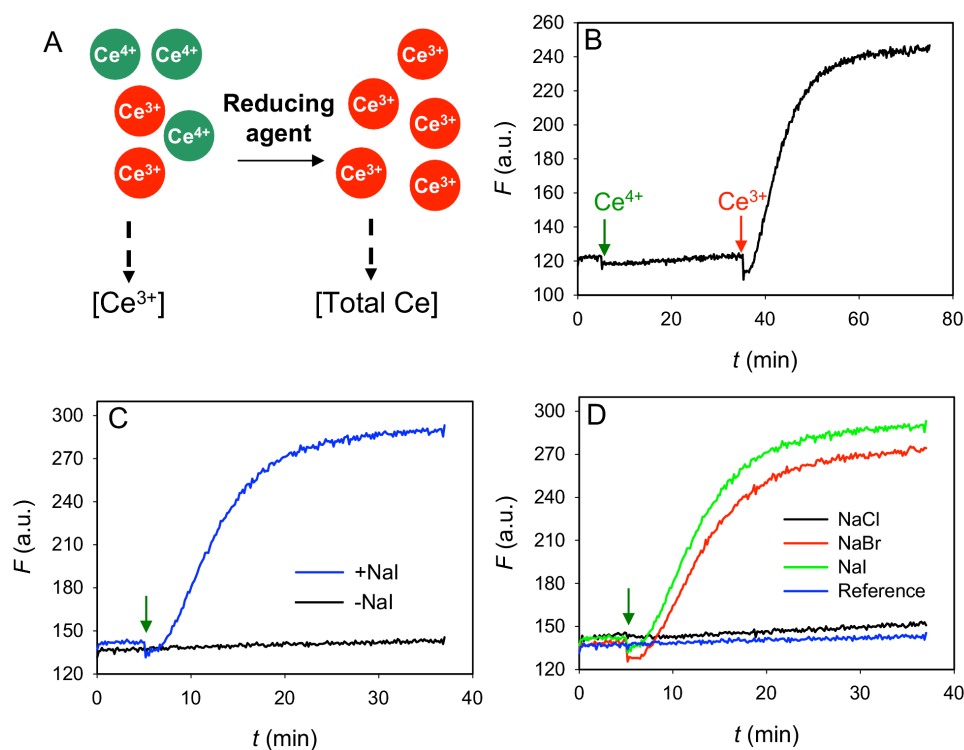 A
Ce4+
Ce4+
Ce3+
Ce4+
Ce3+
Reducing
agent
Ce3+
Ce3+
Ce3+
Ce3+
Ce3+
[Ce3+]
[Total Ce]
B
F (a.u.)
260
240
220
200
180
160
140
120
100
Ce4+
Ce3+
0
20
40
60
80
t (min)
C
F (a.u.)
300
270
240
210
180
150
120
+NaI
-NaI
0
10
20
30
40
t (min)
D
F (a.u.)
300
270
240
210
180
150
120
NaCl
NaBr
NaI
Reference
0
10
20
30
40
t (min)